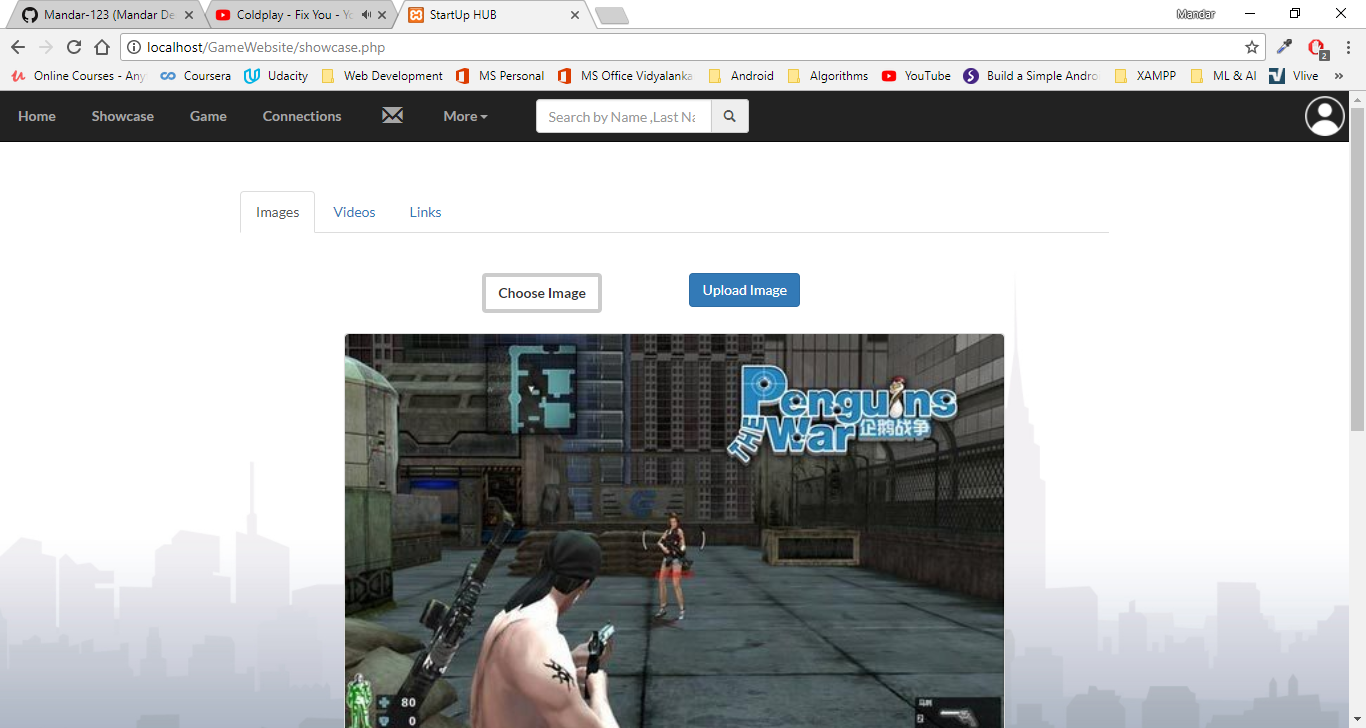 Mandar-123 (Mandar De
Coldplay - Fix You - Yo
StartUp HUB
Mandar
localhost/GameWebsite/showcase.php
2
Online Courses - Any
Coursera
Udacity
Web Development
MS Personal
MS Office Vidyalanka
Android
Algorithms
YouTube
Build a Simple Andro
XAMPP
ML & AI
Vlive
»
Home
Showcase
Game
Connections
More
Search by Name ,Last Na
Images
Videos
Links
Choose Image
Upload Image
THE Penguins
War 企鹅战争
80
0
2